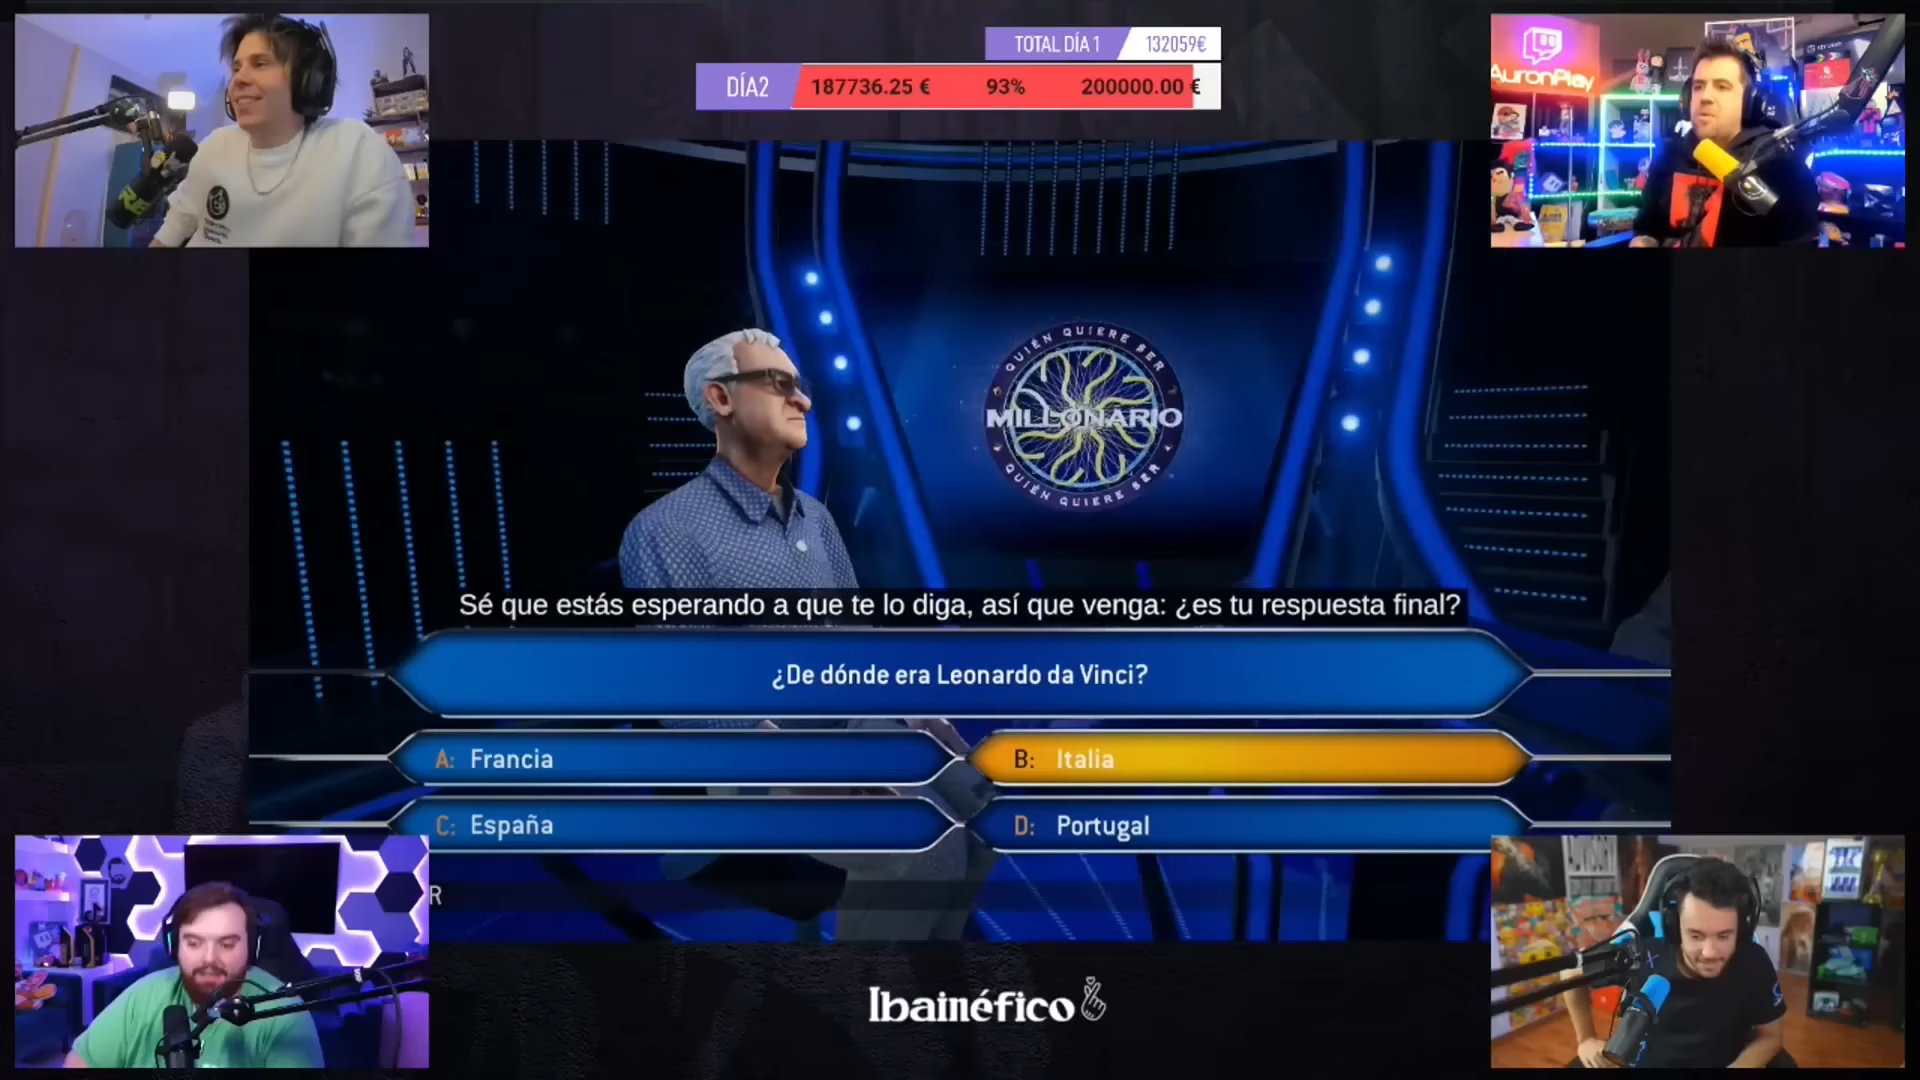 TOTAL DÍA 1 132059€
DÍA2 187736.25 € 93% 200000.00 €
AuronPlay
QUIÉN QUIERE SER
MILLONARIO
QUIÉN QUIERE SER
Sé que estás esperando a que te lo diga, así que venga: ¿es tu respuesta final?
¿De dónde era Leonardo da Vinci?
A: Francia
B: Italia
C: España
D: Portugal
R
Ibainéfico